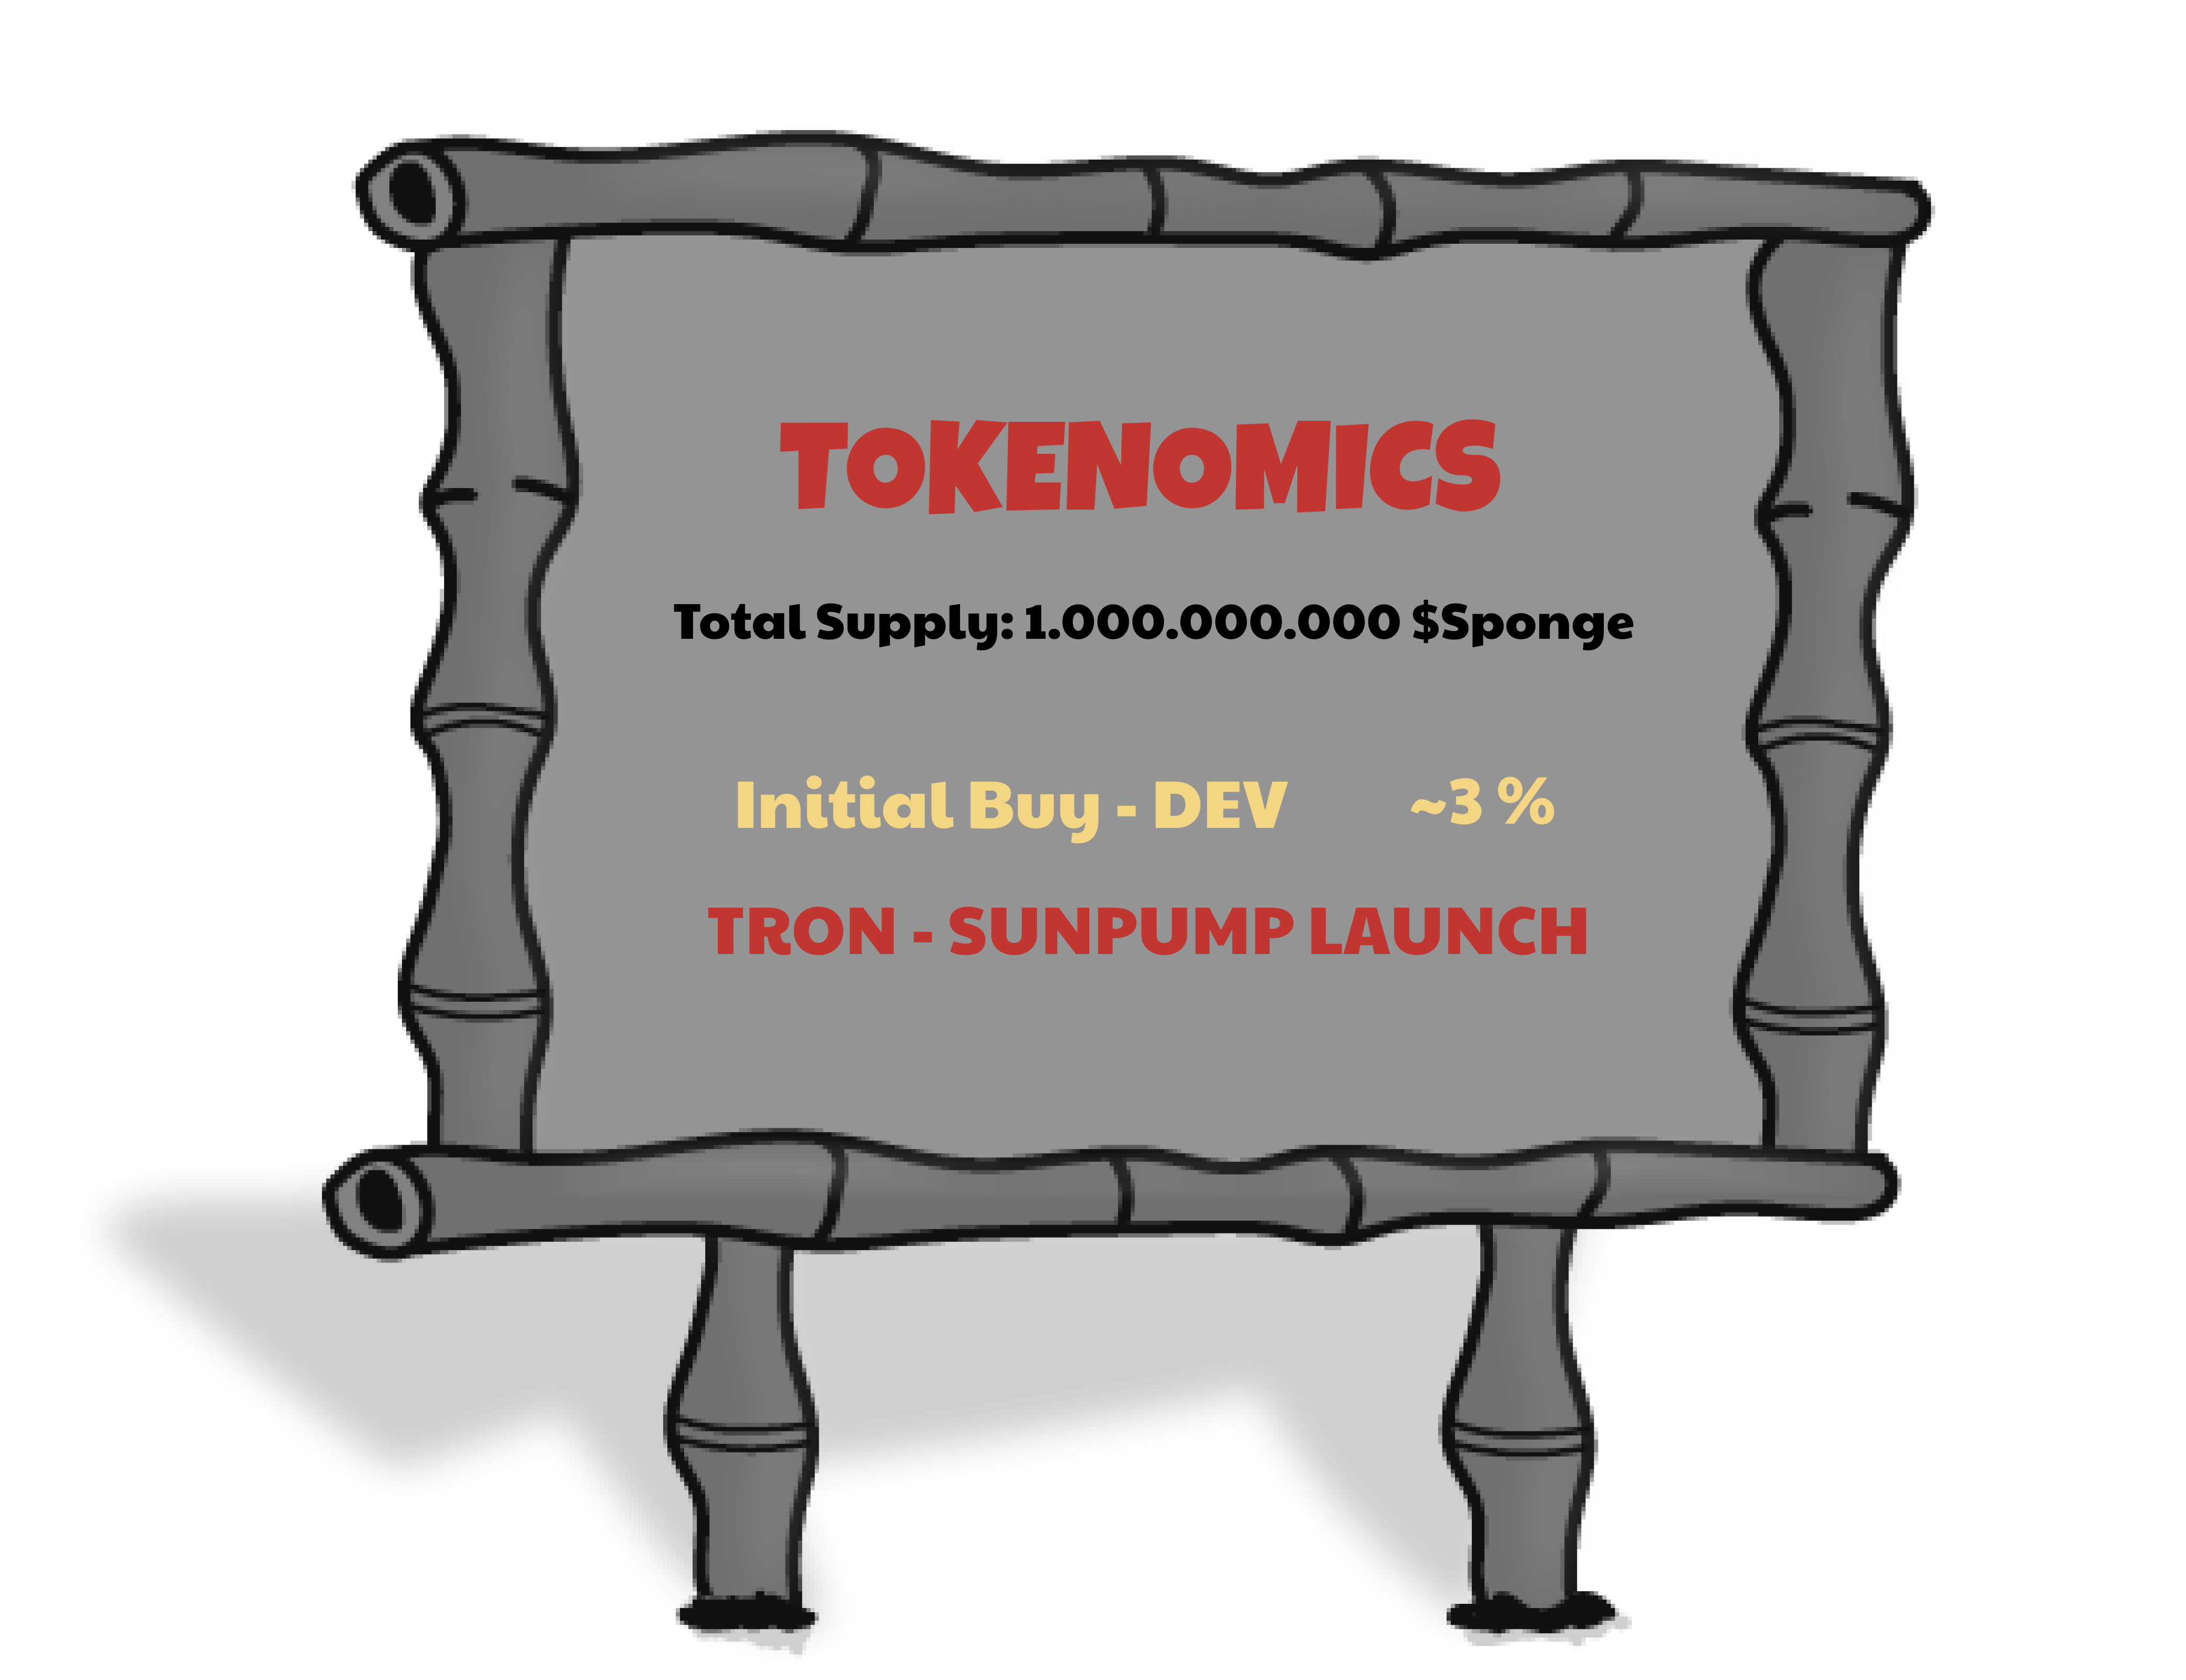 TOKENOMICS
Total Supply: 1.000.000.000 $Sponge
Initial Buy - DEV ~3 %
TRON - SUNPUMP LAUNCH